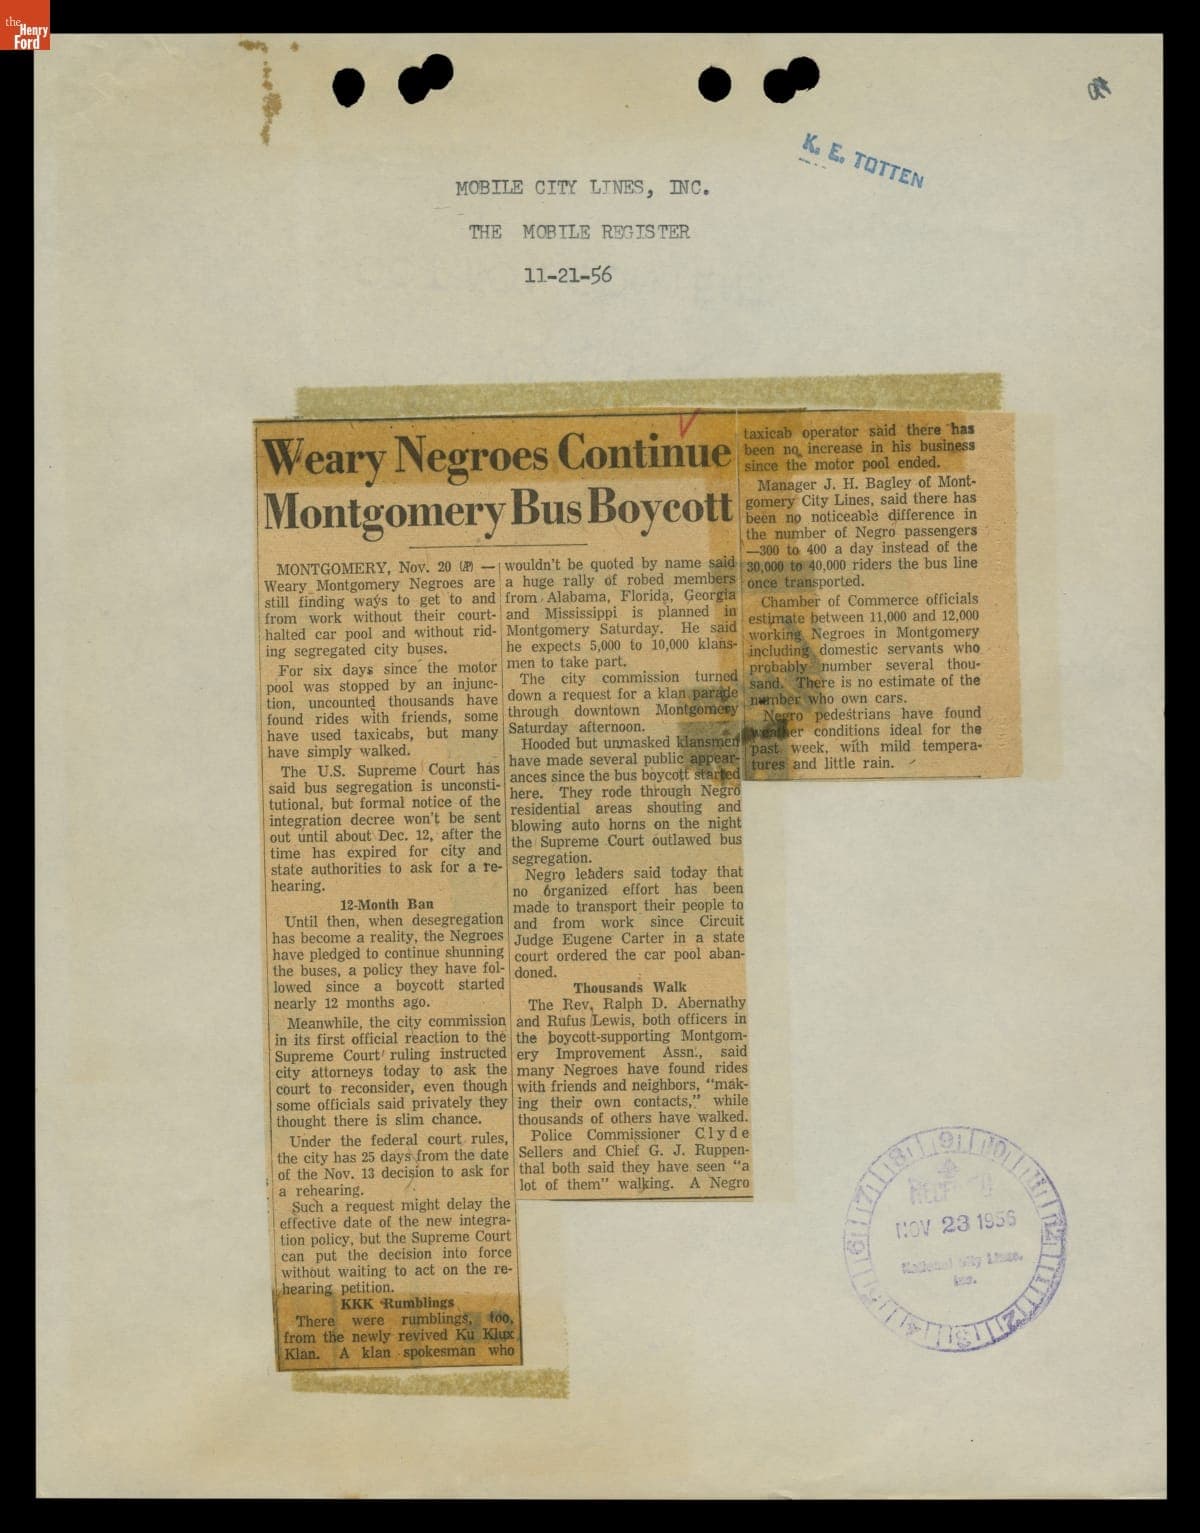 the
Henry
Ford
K. E. TOTTEN
MOBILE CITY LINES, INC.
THE MOBILE REGISTER
11-21-56
Weary Negroes Continue
Montgomery Bus Boycott
MONTGOMERY, Nov. 20 (AP) —
Weary Montgomery Negroes are
still finding ways to get to and
from work without their court-
halted car pool and without rid-
ing segregated city buses.
For six days since the motor
pool was stopped by an injunc-
tion, uncounted thousands have
found rides with friends, some
have used taxicabs, but many
have simply walked.
The U.S. Supreme Court has
said bus segregation is unconsti-
tutional, but formal notice of the
integration decree won't be sent
out until about Dec. 12, after the
time has expired for city and
state authorities to ask for a re-
hearing.
12-Month Ban
Until then, when desegregation
has become a reality, the Negroes
have pledged to continue shunning
the buses, a policy they have fol-
lowed since a boycott started
nearly 12 months ago.
Meanwhile, the city commission
in its first official reaction to the
Supreme Court ruling instructed
city attorneys today to ask the
court to reconsider, even though
some officials said privately they
thought there is slim chance.
Under the federal court rules,
the city has 25 days from the date
of the Nov. 13 decision to ask for
a rehearing.
Such a request might delay the
effective date of the new integra-
tion policy, but the Supreme Court
can put the decision into force
without waiting to act on the re-
hearing petition.
KKK Rumblings
There were rumblings, too,
from the newly revived Ku Klux
Klan. A klan spokesman who
wouldn't be quoted by name said
a huge rally of robed members
from Alabama, Florida, Georgia
and Mississippi is planned in
Montgomery Saturday. He said
he expects 5,000 to 10,000 klans-
men to take part.
The city commission turned
down a request for a klan parade
through downtown Montgomery
Saturday afternoon.
Hooded but unmasked klansmen
have made several public appear-
ances since the bus boycott started
here. They rode through Negro
residential areas shouting and
blowing auto horns on the night
the Supreme Court outlawed bus
segregation.
Negro leaders said today that
no organized effort has been
made to transport their people to
and from work since Circuit
Judge Eugene Carter in a state
court ordered the car pool aban-
doned.
Thousands Walk
The Rev. Ralph D. Abernathy
and Rufus Lewis, both officers in
the boycott-supporting Montgom-
ery Improvement Assn., said
many Negroes have found rides
with friends and neighbors, "mak-
ing their own contacts," while
thousands of others have walked.
Police Commissioner Clyde
Sellers and Chief G. J. Ruppen-
thal both said they have seen "a
lot of them" walking. A Negro
taxicab operator said there has
been no increase in his business
since the motor pool ended.
Manager J. H. Bagley of Mont-
gomery City Lines, said there has
been no noticeable difference in
the number of Negro passengers
—300 to 400 a day instead of the
30,000 to 40,000 riders the bus line
once transported.
Chamber of Commerce officials
estimate between 11,000 and 12,000
working Negroes in Montgomery
including domestic servants who
probably number several thou-
sand. There is no estimate of the
number who own cars.
Negro pedestrians have found
weather conditions ideal for the
past week, with mild tempera-
tures and little rain.
9 10 11 12 1 2 3 4 5 6 7 8
RECEIVED
NOV 23 1956
National City Lines,
Inc.